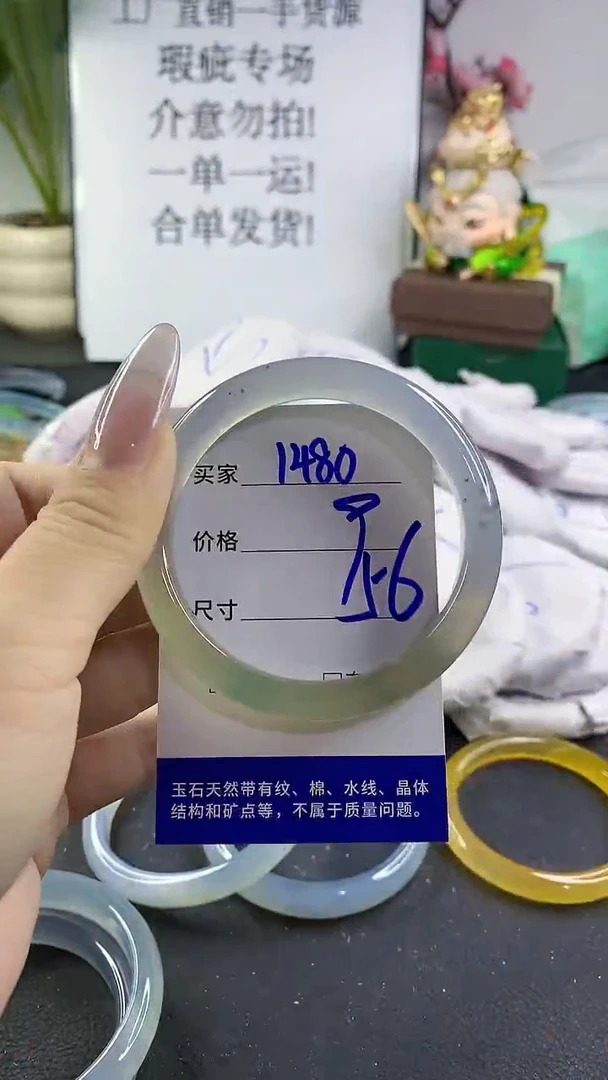 工厂直销一手货源
瑕疵专场
介意勿拍!
一单一运!
合单发货!
买家 1480
价格
尺寸 56
玉石天然带有纹、棉、水线、晶体
结构和矿点等，不属于质量问题。